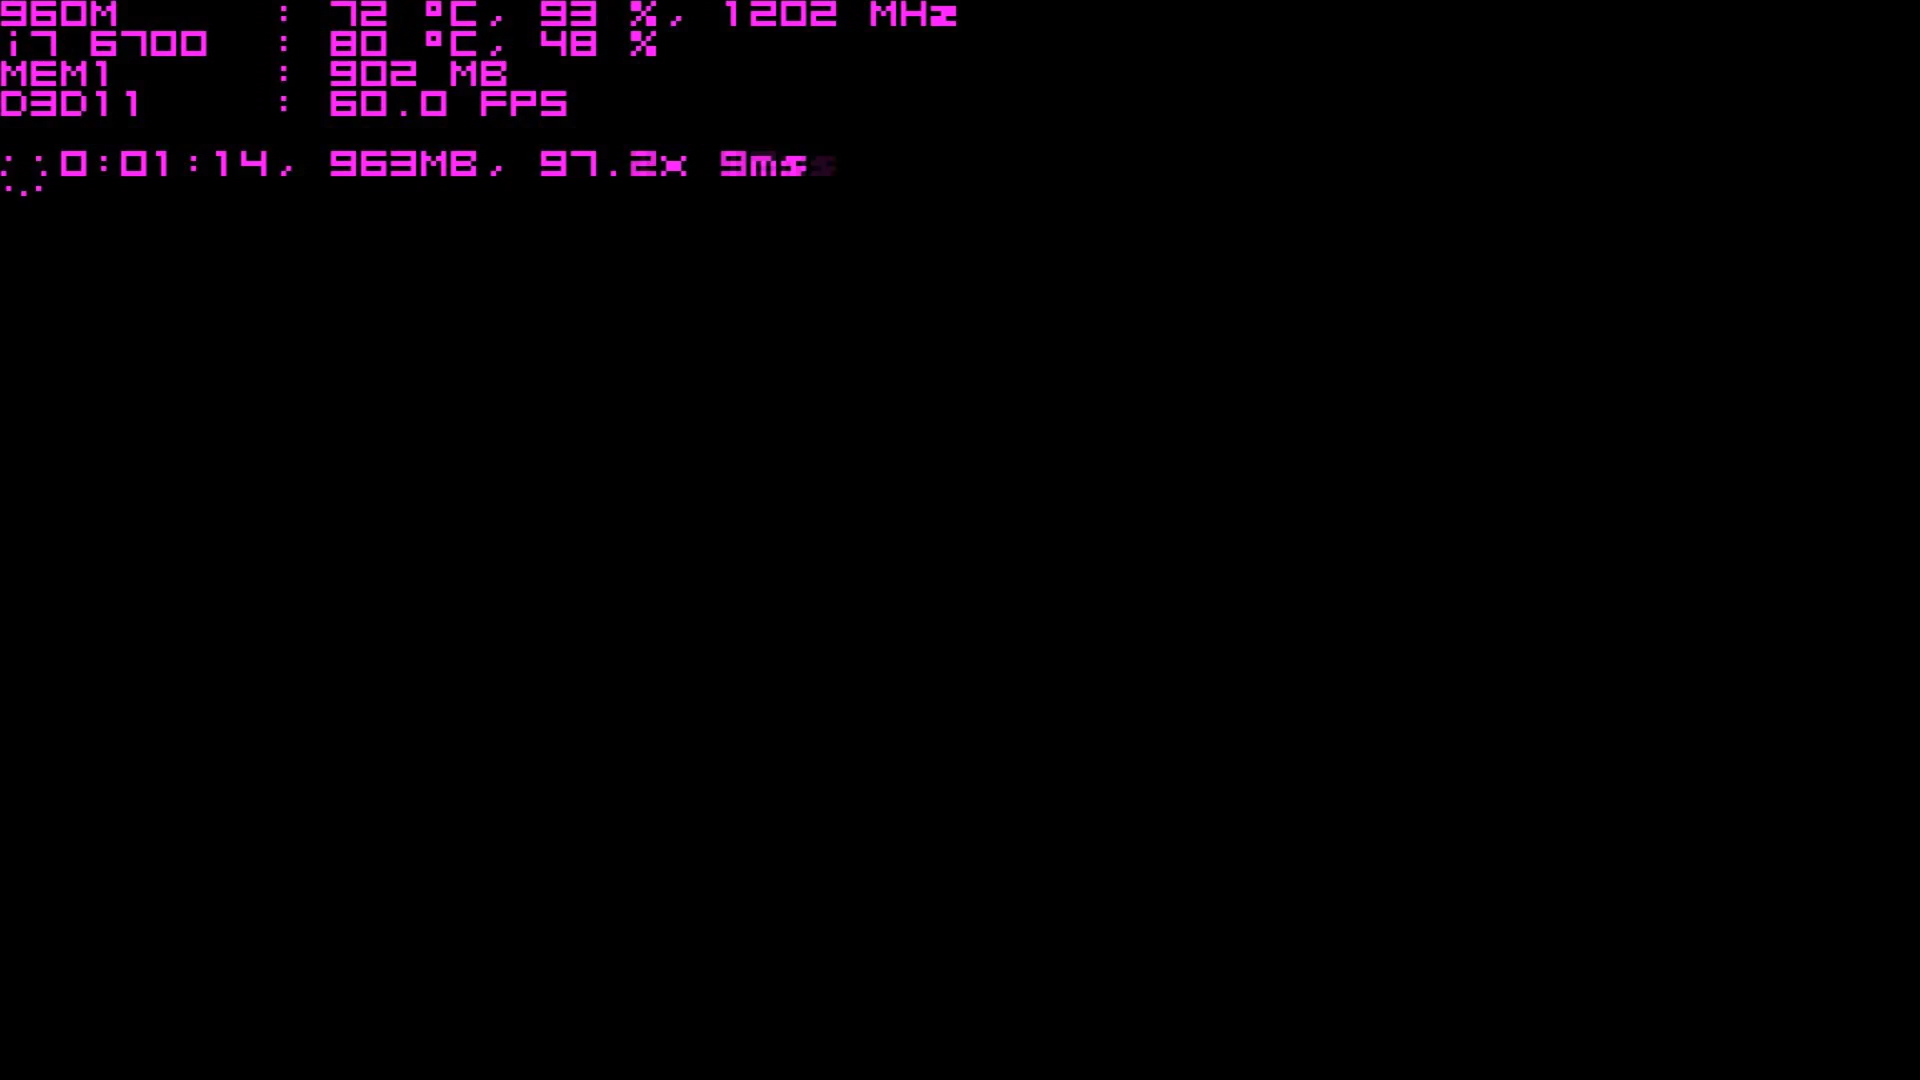 960M : 72 °C, 93 %, 1202 MHz
i7 6700 : 80 °C, 48 %
MEM1 : 902 MB
D3D11 : 60.0 FPS
0:01:14, 963MB, 97.2x 9ms